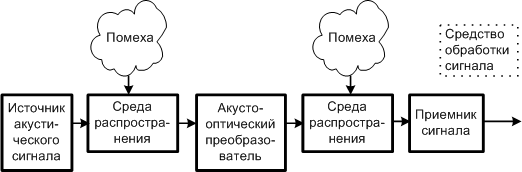 Помеха
Помеха
Средство
обработки
сигнала
Источник
акусти-
ческого
сигнала
Среда
распростра-
нения
Акусто-
оптический
преобразо-
ватель
Среда
распростра-
нения
Приемник
сигнала